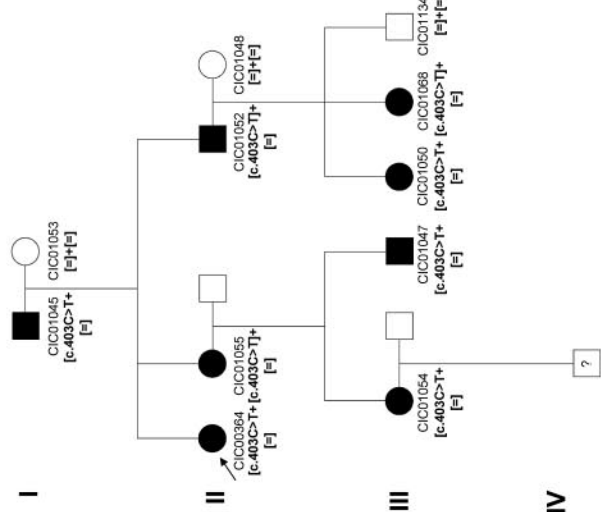 I
CIC01045
[c.403C>T+
[=]
CIC01053
[=]+[=]
II
CIC00364
[c.403C>T+
[=]
CIC01055
[c.403C>T]+
[=]
CIC01052
[c.403C>T]+
[=]
CIC01048
[=]+[=]
III
CIC01054
[c.403C>T+
[=]
CIC01047
[c.403C>T+
[=]
CIC01050
[c.403C>T+
[=]
CIC01068
[c.403C>T]+
[=]
CIC01134
[=]+[=]
IV
?